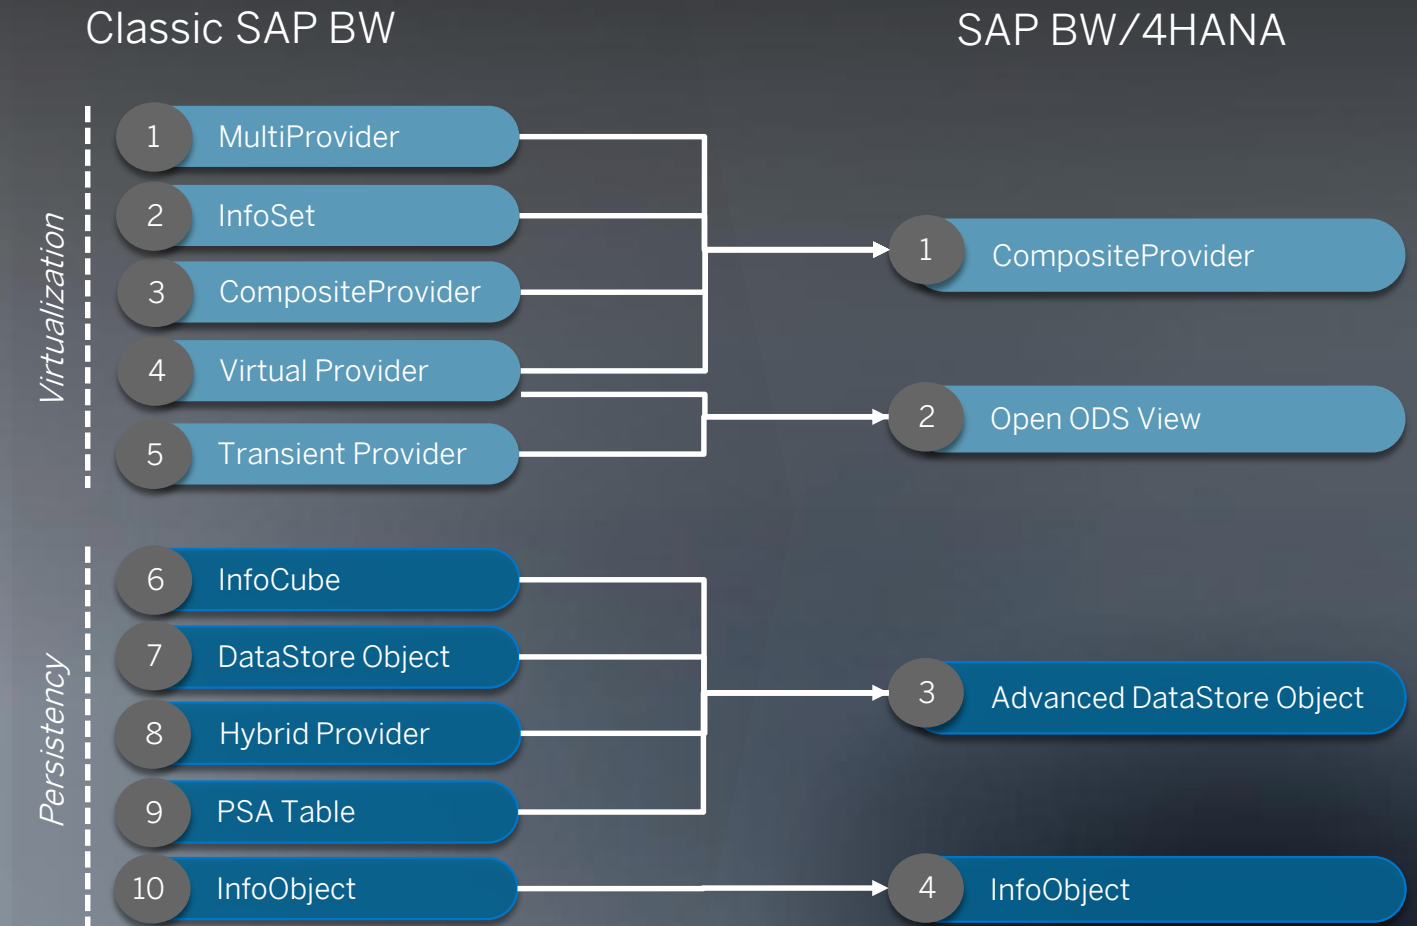 Classic SAP BW
SAP BW/4HANA
Virtualization
1 MultiProvider
2 InfoSet
3 CompositeProvider
4 Virtual Provider
5 Transient Provider
1 CompositeProvider
2 Open ODS View
Persistency
6 InfoCube
7 DataStore Object
8 Hybrid Provider
9 PSA Table
10 InfoObject
3 Advanced DataStore Object
4 InfoObject